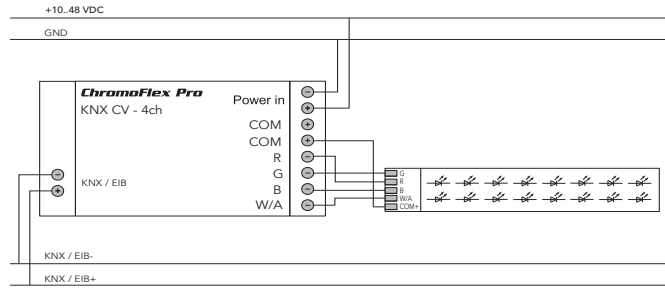 +10..48 VDC
GND
ChromoFlex Pro
Power in
KNX CV - 4ch
COM
COM
R
G
KNX / EIB
B
W/A
G
R
B
W/A
COM+
KNX / EIB-
KNX / EIB+